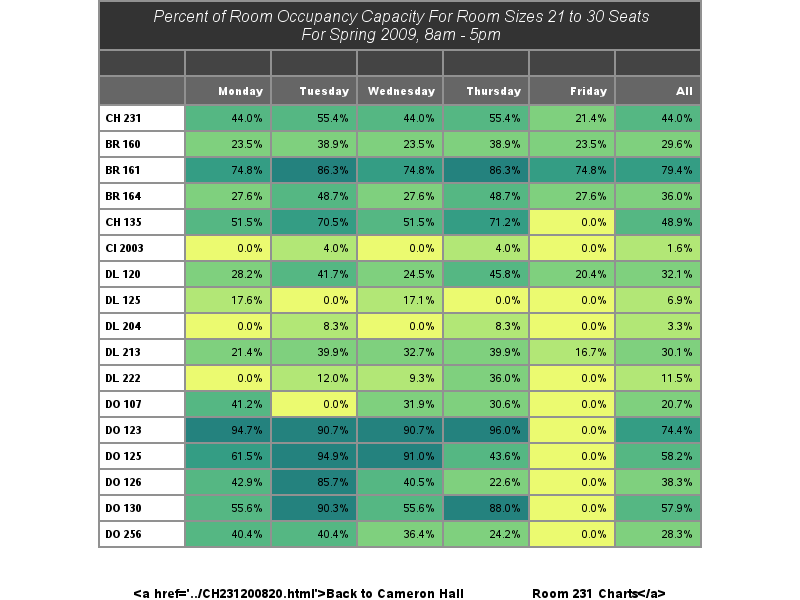 Percent of Room Occupancy Capacity For Room Sizes 21 to 30 Seats
For Spring 2009, 8am - 5pm
Monday Tuesday Wednesday Thursday Friday All
CH 231 44.0% 55.4% 44.0% 55.4% 21.4% 44.0%
BR 160 23.5% 38.9% 23.5% 38.9% 23.5% 29.6%
BR 161 74.8% 86.3% 74.8% 86.3% 74.8% 79.4%
BR 164 27.6% 48.7% 27.6% 48.7% 27.6% 36.0%
CH 135 51.5% 70.5% 51.5% 71.2% 0.0% 48.9%
CI 2003 0.0% 4.0% 0.0% 4.0% 0.0% 1.6%
DL 120 28.2% 41.7% 24.5% 45.8% 20.4% 32.1%
DL 125 17.6% 0.0% 17.1% 0.0% 0.0% 6.9%
DL 204 0.0% 8.3% 0.0% 8.3% 0.0% 3.3%
DL 213 21.4% 39.9% 32.7% 39.9% 16.7% 30.1%
DL 222 0.0% 12.0% 9.3% 36.0% 0.0% 11.5%
DO 107 41.2% 0.0% 31.9% 30.6% 0.0% 20.7%
DO 123 94.7% 90.7% 90.7% 96.0% 0.0% 74.4%
DO 125 61.5% 94.9% 91.0% 43.6% 0.0% 58.2%
DO 126 42.9% 85.7% 40.5% 22.6% 0.0% 38.3%
DO 130 55.6% 90.3% 55.6% 88.0% 0.0% 57.9%
DO 256 40.4% 40.4% 36.4% 24.2% 0.0% 28.3%
<a href='../CH231200820.html'>Back to Cameron Hall Room 231 Charts</a>